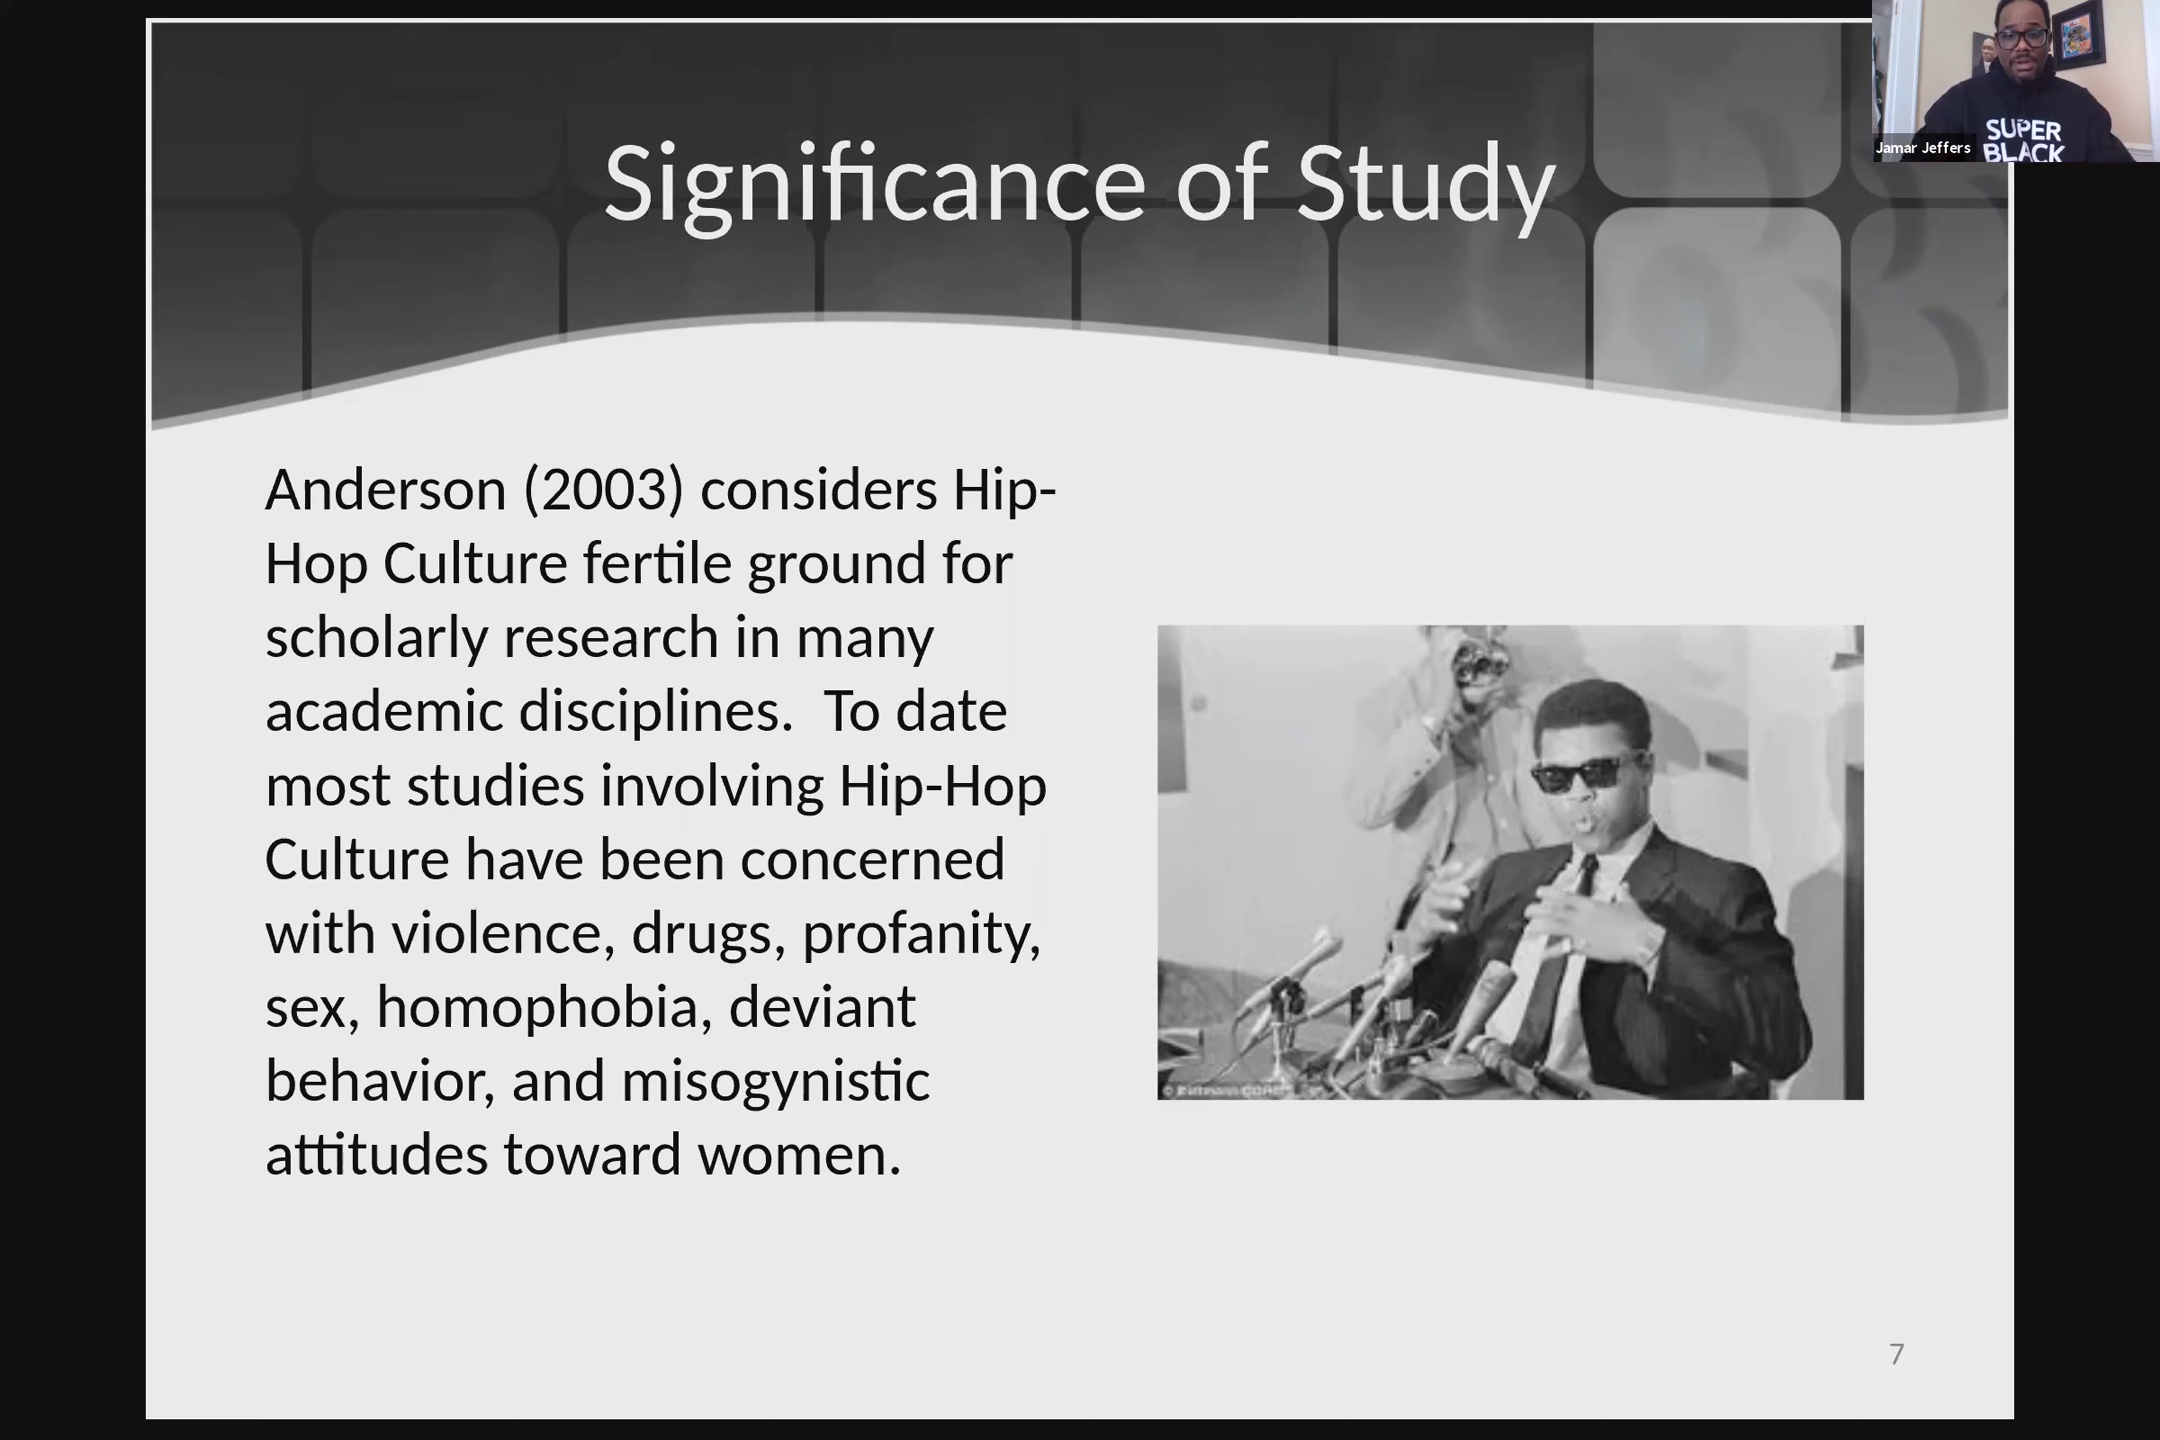 Significance of Study
SUPER
BLACK
Jamar Jeffers
Anderson (2003) considers Hip-
Hop Culture fertile ground for
scholarly research in many
academic disciplines.  To date
most studies involving Hip-Hop
Culture have been concerned
with violence, drugs, profanity,
sex, homophobia, deviant
behavior, and misogynistic
attitudes toward women.
7